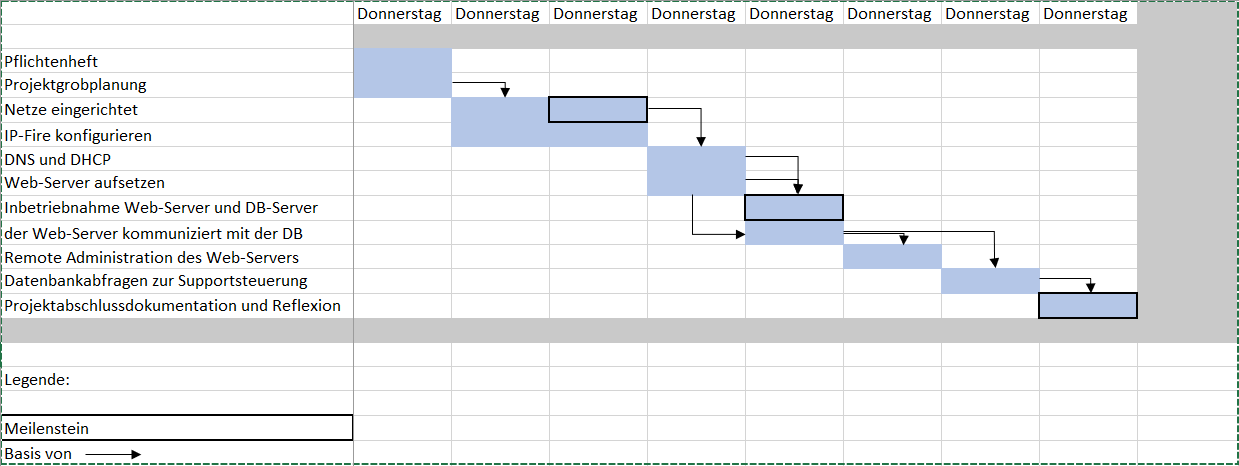 Donnerstag Donnerstag Donnerstag Donnerstag Donnerstag Donnerstag Donnerstag Donnerstag
Pflichtenheft
Projektgrobplanung
Netze eingerichtet
IP-Fire konfigurieren
DNS und DHCP
Web-Server aufsetzen
Inbetriebnahme Web-Server und DB-Server
der Web-Server kommuniziert mit der DB
Remote Administration des Web-Servers
Datenbankabfragen zur Supportsteuerung
Projektabschlussdokumentation und Reflexion
Legende:
Meilenstein
Basis von